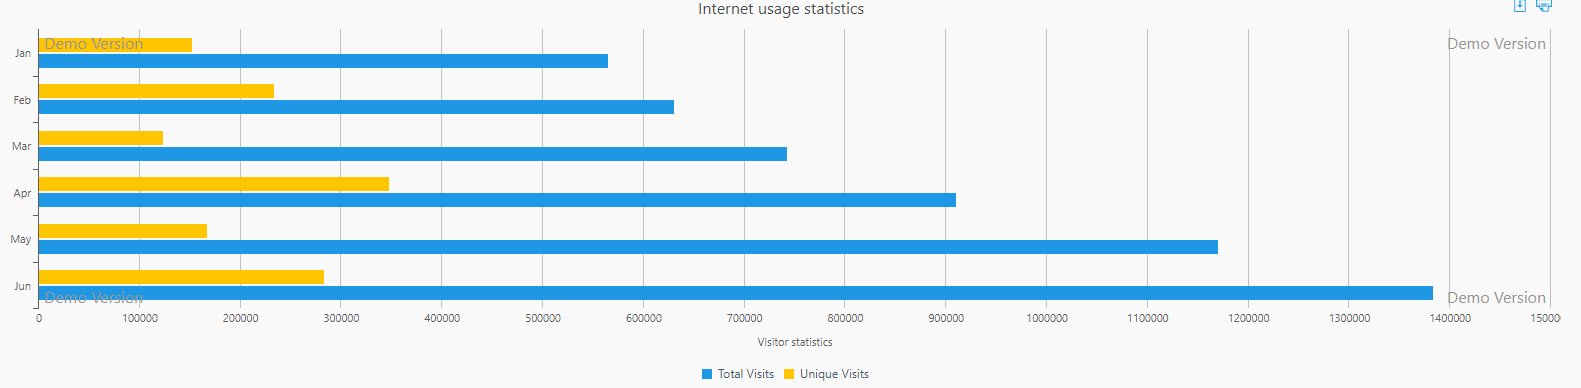 Internet usage statistics
Demo Version Demo Version
Jan
Feb
Mar
Apr
May
Jun
Demo Version Demo Version
0 100000 200000 300000 400000 500000 600000 700000 800000 900000 1000000 1100000 1200000 1300000 1400000 15000
Visitor statistics
Total Visits Unique Visits